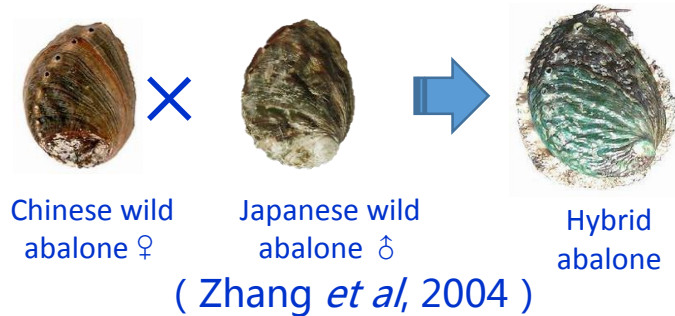 Chinese wild
abalone ♀
×
Japanese wild
abalone ♂
Hybrid
abalone
( Zhang et al, 2004 )